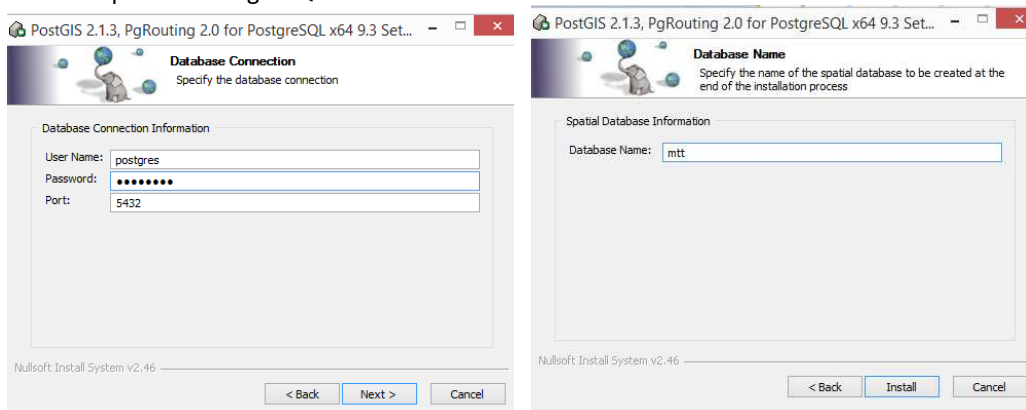 PostGIS 2.1.3, PgRouting 2.0 for PostgreSQL x64 9.3 Set...
Database Connection
Specify the database connection
Database Connection Information
User Name:
postgres
Password:
••••••••
Port:
5432
Nullsoft Install System v2.46
< Back
Next >
Cancel
PostGIS 2.1.3, PgRouting 2.0 for PostgreSQL x64 9.3 Set...
Database Name
Specify the name of the spatial database to be created at the
end of the installation process
Spatial Database Information
Database Name:
mtt
Nullsoft Install System v2.46
< Back
Install
Cancel